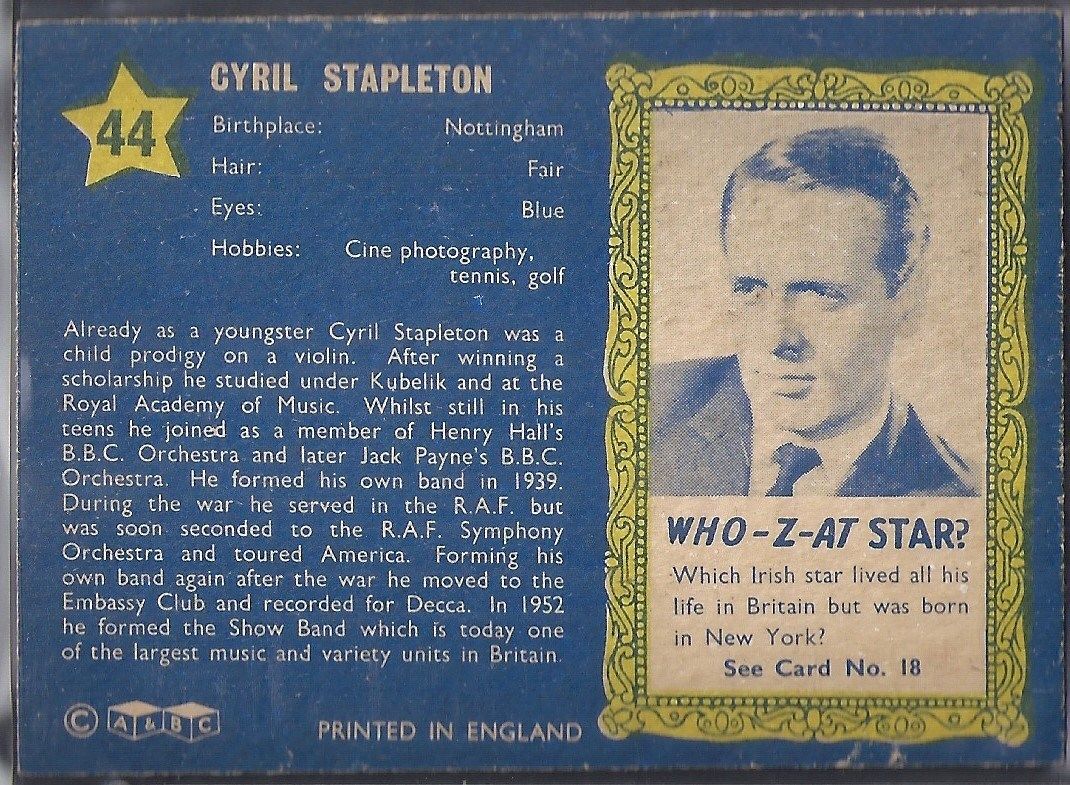 44
CYRIL STAPLETON
Birthplace: Nottingham
Hair: Fair
Eyes: Blue
Hobbies: Cine photography,
tennis, golf
Already as a youngster Cyril Stapleton was a
child prodigy on a violin. After winning a
scholarship he studied under Kubelik and at the
Royal Academy of Music. Whilst still in his
teens he joined as a member of Henry Hall's
B.B.C. Orchestra and later Jack Payne's B.B.C.
Orchestra. He formed his own band in 1939.
During the war he served in the R.A.F. but
was soon seconded to the R.A.F. Symphony
Orchestra and toured America. Forming his
own band again after the war he moved to the
Embassy Club and recorded for Decca. In 1952
he formed the Show Band which is today one
of the largest music and variety units in Britain.
© A & B C
PRINTED IN ENGLAND
WHO-Z-AT STAR?
Which Irish star lived all his
life in Britain but was born
in New York?
See Card No. 18